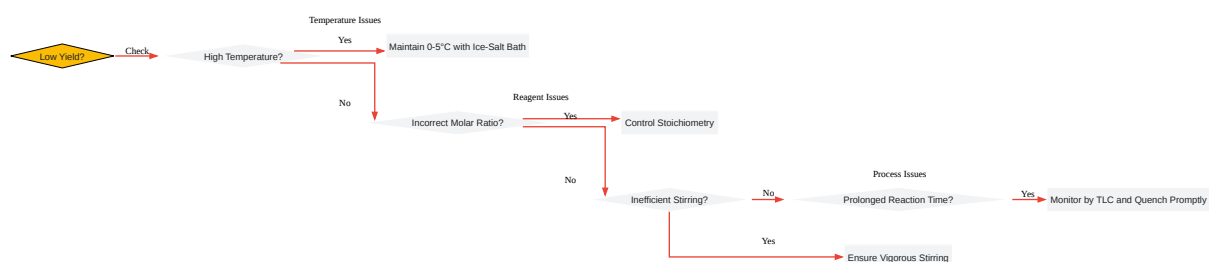 Temperature Issues
Low Yield?
Check
High Temperature?
Yes
Maintain 0-5°C with Ice-Salt Bath
No
Reagent Issues
Incorrect Molar Ratio?
Yes
Control Stoichiometry
No
Process Issues
Inefficient Stirring?
No
Prolonged Reaction Time?
Yes
Monitor by TLC and Quench Promptly
Yes
Ensure Vigorous Stirring